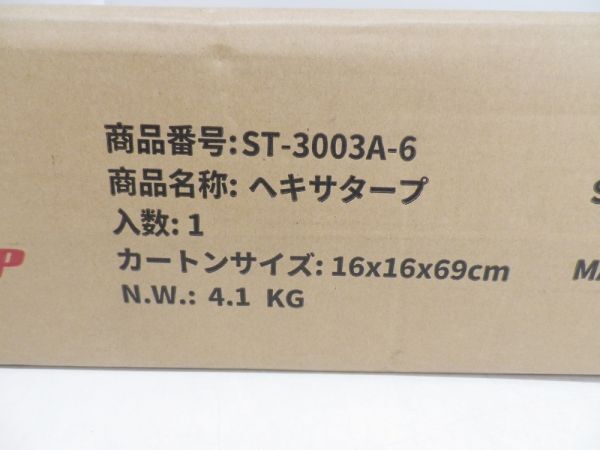 商品番号:ST-3003A-6
商品名称: ヘキサタープ
入数: 1
カートンサイズ: 16x16x69cm
N.W.: 4.1 KG
P
S
MA